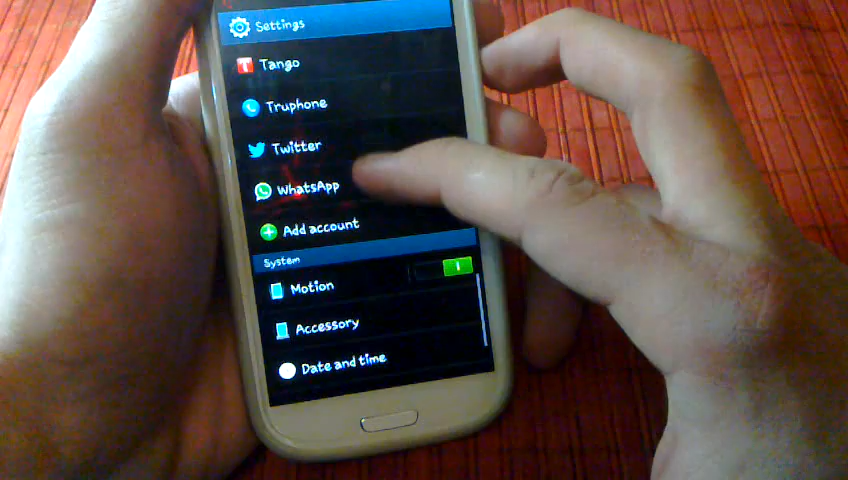 Settings
Tango
Truphone
Twitter
WhatsApp
Add account
System
Motion
Accessory
Date and time